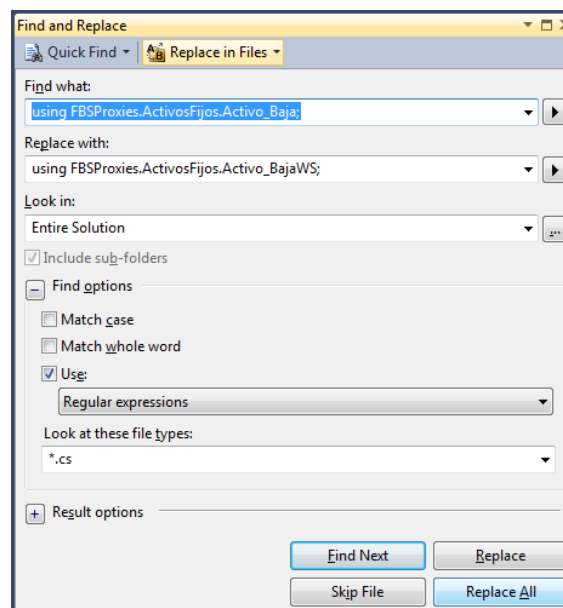 Find and Replace
Quick Find Replace in Files
Find what:
using FBSProxies.ActivosFijos.Activo_Baja;
Replace with:
using FBSProxies.ActivosFijos.Activo_BajaWS;
Look in:
Entire Solution
...
Include sub-folders
Find options
Match case
Match whole word
Use:
Regular expressions
Look at these file types:
*.cs
Result options
Find Next Replace
Skip File Replace All